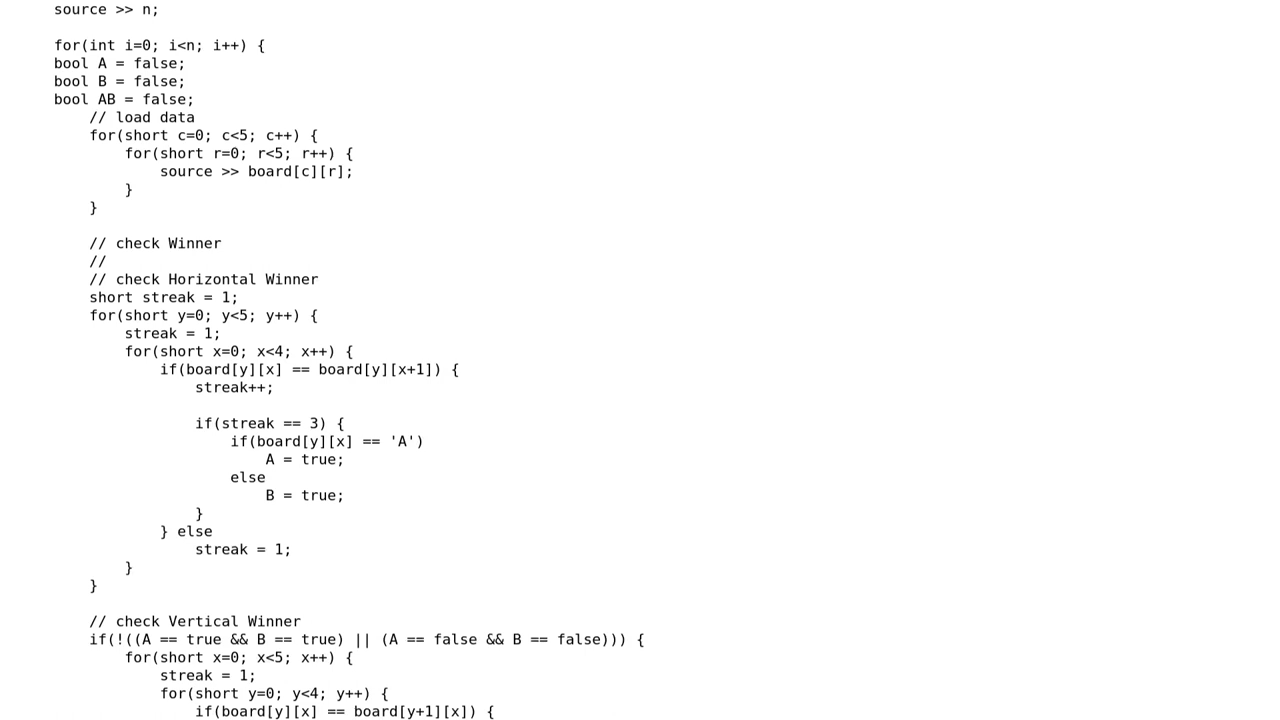 source >> n;

for(int i=0; i<n; i++) {
bool A = false;
bool B = false;
bool AB = false;
    // load data
    for(short c=0; c<5; c++) {
        for(short r=0; r<5; r++) {
            source >> board[c][r];
        }
    }

    // check Winner
    //
    // check Horizontal Winner
    short streak = 1;
    for(short y=0; y<5; y++) {
        streak = 1;
        for(short x=0; x<4; x++) {
            if(board[y][x] == board[y][x+1]) {
                streak++;

                if(streak == 3) {
                    if(board[y][x] == 'A')
                        A = true;
                    else
                        B = true;
                }
            } else
                streak = 1;
        }
    }

    // check Vertical Winner
    if(!((A == true && B == true) || (A == false && B == false))) {
        for(short x=0; x<5; x++) {
            streak = 1;
            for(short y=0; y<4; y++) {
                if(board[y][x] == board[y+1][x]) {